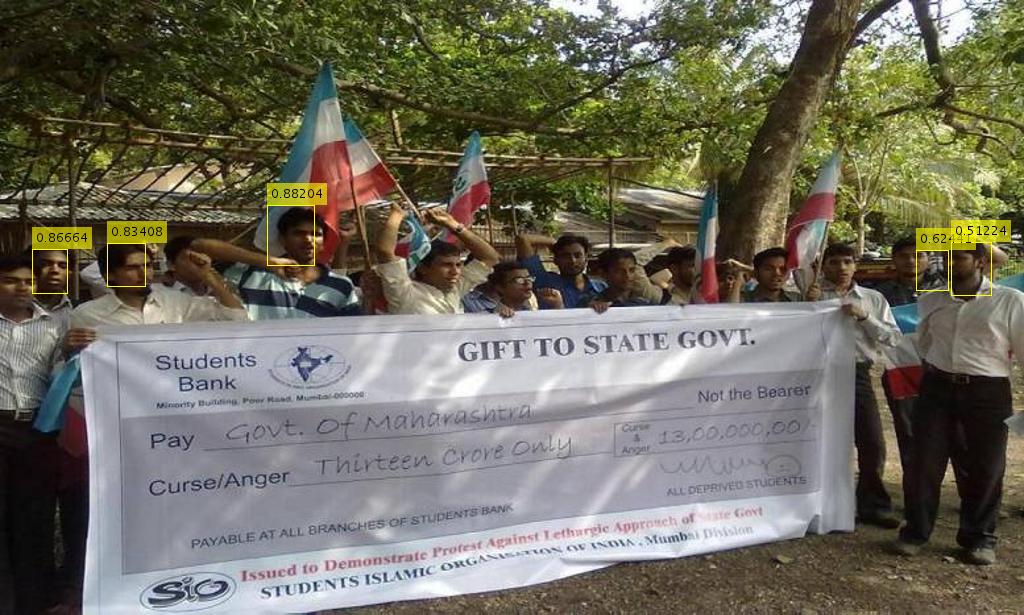 0.88204
0.86664
0.83408
0.51224
Students
Bank
GIFT TO STATE GOVT.
Minority Building, Poor Road, Mumbai-000000
Not the Bearer
Pay Govt. Of Maharashtra
Curse/Anger Thirteen Crore Only
Curse
&
Anger
13,00,000,00/-
ALL DEPRIVED STUDENTS
PAYABLE AT ALL BRANCHES OF STUDENTS BANK
Issued to Demonstrate Protest Against Lethargic Approach of State Govt
SIO
STUDENTS ISLAMIC ORGANISATION OF INDIA , Mumbai Division